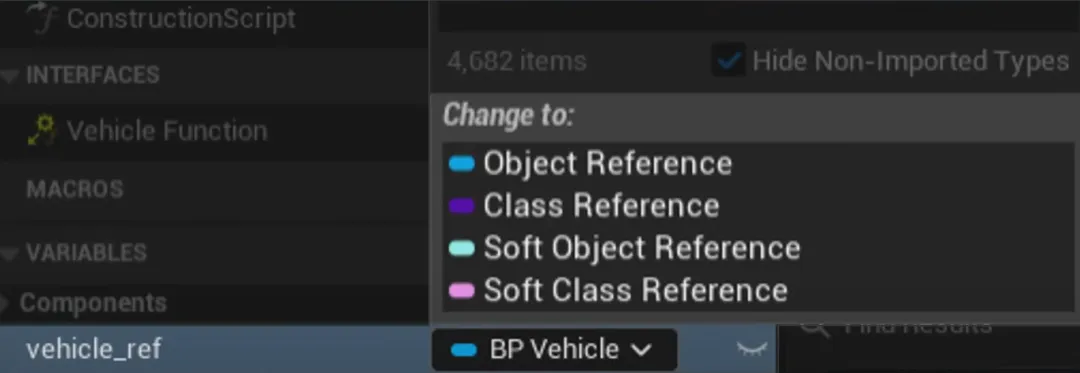 ConstructionScript
INTERFACES
Vehicle Function
MACROS
VARIABLES
Components
vehicle_ref
4,682 items
Hide Non-Imported Types
Change to:
Object Reference
Class Reference
Soft Object Reference
Soft Class Reference
BP Vehicle
Find Results